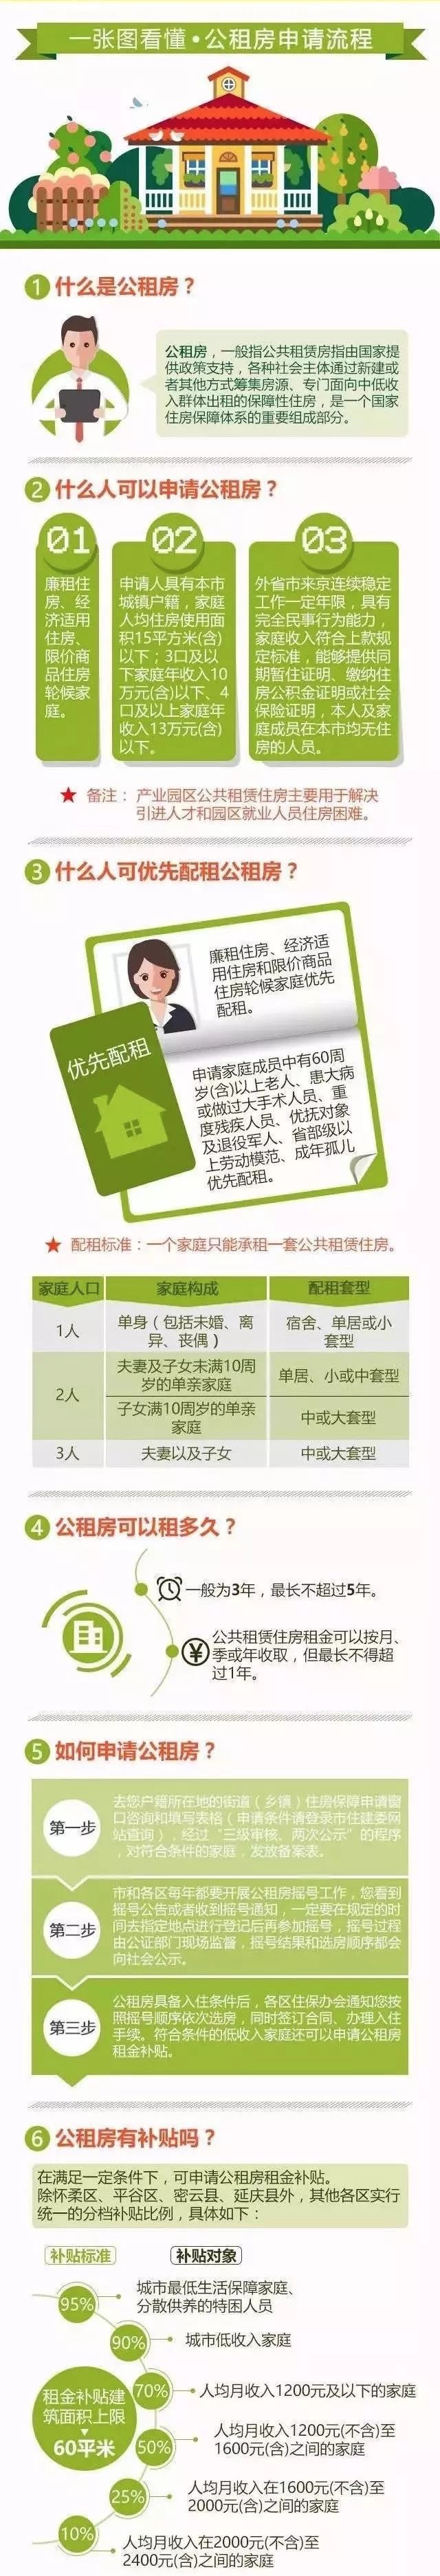 一张图看懂·公租房申请流程
1 什么是公租房？
公租房，一般指公共租赁房指由国家提
供政策支持，各种社会主体通过新建或
者其他方式筹集房源、专门面向中低收
入群体出租的保障性住房，是一个国家
住房保障体系的重要组成部分。
2 什么人可以申请公租房？
01
廉租住
房、经
济适用
住房、
限价商
品住房
轮候家
庭。
02
申请人具有本市
城镇户籍，家庭
人均住房使用面
积15平方米(含)
以下；3口及以
下家庭年收入10
万元(含)以下、4
口及以上家庭年
收入13万元(含)
以下。
03
外省市来京连续稳定
工作一定年限，具有
完全民事行为能力，
家庭收入符合上款规
定标准，能够提供同
期暂住证明、缴纳住
房公积金证明或社会
保险证明，本人及家
庭成员在本市均无住
房的人员。
★ 备注：产业园区公共租赁住房主要用于解决
引进人才和园区就业人员住房困难。
3 什么人可优先配租公租房？
廉租住房、经济适
用住房和限价商品
住房轮候家庭优先
配租。
优先配租
申请家庭成员中有60周
岁(含)以上老人、患大病
或做过大手术人员、重
度残疾人员、优抚对象
及退役军人、省部级以
上劳动模范、成年孤儿
优先配租。
★ 配租标准：一个家庭只能承租一套公共租赁住房。
家庭人口 家庭构成 配租套型
1人 单身（包括未婚、离
异、丧偶） 宿舍、单居或小
套型
2人 夫妻及子女未满10周
岁的单亲家庭 单居、小或中套型
子女满10周岁的单亲
家庭 中或大套型
3人 夫妻以及子女 中或大套型
4 公租房可以租多久？
一般为3年，最长不超过5年。
¥ 公共租赁住房租金可以按月、
季或年收取，但最长不得超
过1年。
5 如何申请公租房？
第一步
去您户籍所在地的街道（乡镇）住房保障申请窗
口咨询和填写表格（申请条件请登录市住建委网
站查询），经过“三级审核、两次公示”的程序
，对符合条件的家庭，发放备案表。
第二步
市和各区每年都要开展公租房摇号工作，您看到
摇号公告或者收到摇号通知，一定要在规定的时
间去指定地点进行登记后再参加摇号，摇号过程
由公证部门现场监督，摇号结果和选房顺序都会
向社会公示。
第三步
公租房具备入住条件后，各区住保办会通知您按
照摇号顺序依次选房，同时签订合同、办理入住
手续。符合条件的低收入家庭还可以申请公租房
租金补贴。
6 公租房有补贴吗？
在满足一定条件下，可申请公租房租金补贴。
除怀柔区、平谷区、密云县、延庆县外，其他各区实行
统一的分档补贴比例，具体如下：
补贴标准 补贴对象
95% 城市最低生活保障家庭、
分散供养的特困人员
90% 城市低收入家庭
70% 人均月收入1200元及以下的家庭
租金补贴建
筑面积上限
60平米
50% 人均月收入1200元(不含)至
1600元(含)之间的家庭
25% 人均月收入在1600元(不含)至
2000元(含)之间的家庭
10% 人均月收入在2000元(不含)至
2400元(含)之间的家庭